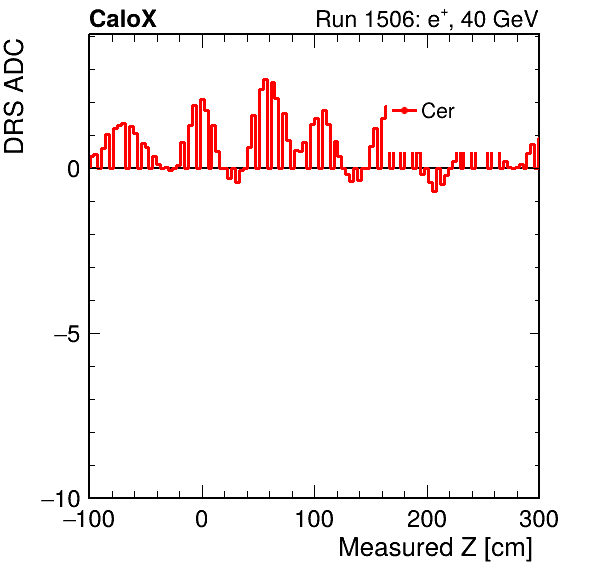 CaloX Run 1506: e⁺, 40 GeV
DRS ADC
Cer
0
−5
−10
−100 0 100 200 300
Measured Z [cm]